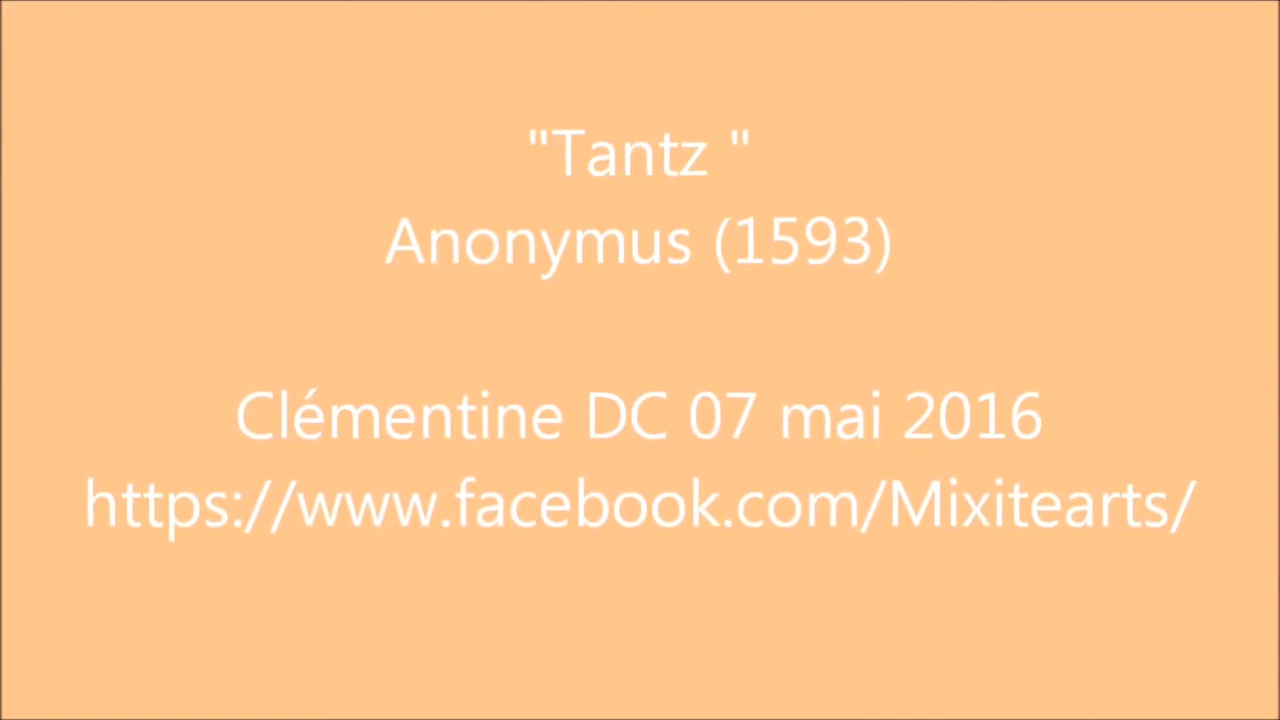 "Tantz "
Anonymus (1593)
Clémentine DC 07 mai 2016
https://www.facebook.com/Mixitearts/